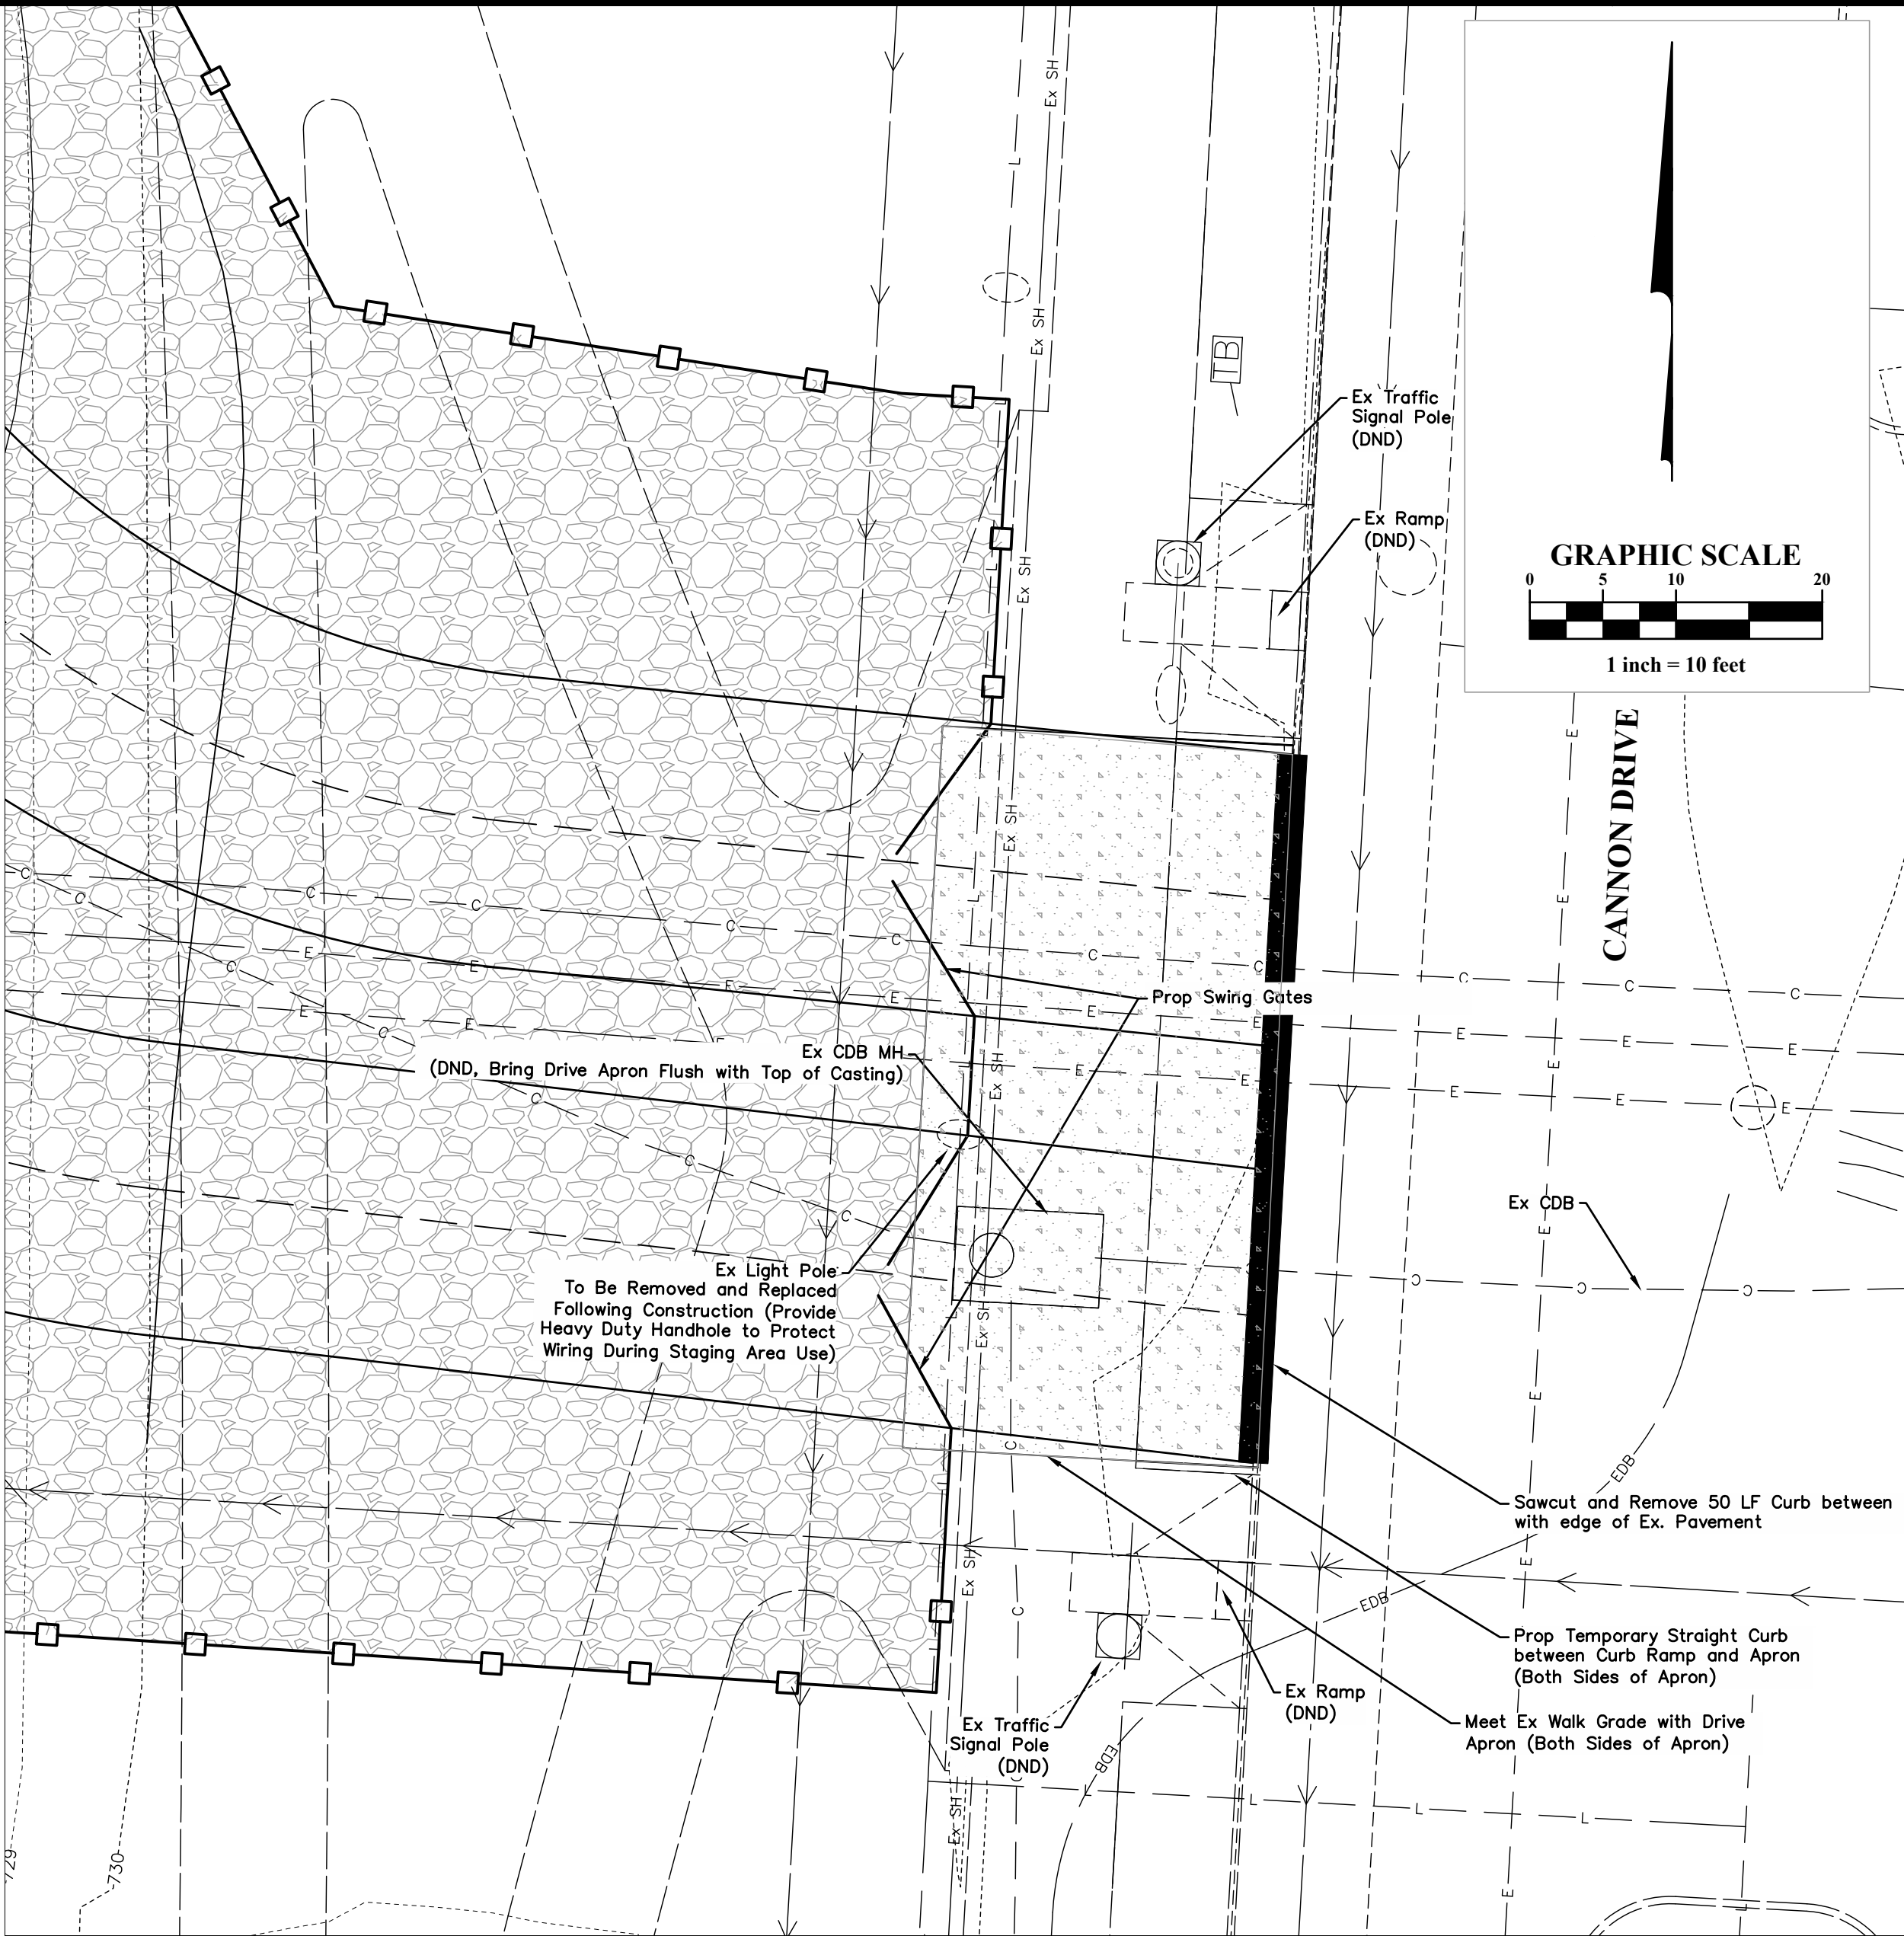 Ex SH
L
TB
Ex Traffic
Signal Pole
(DND)
Ex Ramp
(DND)
GRAPHIC SCALE
0 5 10 20
1 inch = 10 feet
CANNON DRIVE
Ex SH
L
Ex SH
Ex SH
L
E
E
C C C C C C C C C C
C
E E E E E E E E E
Prop Swing Gates
Ex CDB MH
(DND, Bring Drive Apron Flush with Top of Casting)
E E E E E E E E E
C
C
C
C
C
Ex SH
E
Ex CDB
E
C C C
Ex Light Pole
To Be Removed and Replaced
Following Construction (Provide
Heavy Duty Handhole to Protect
Wiring During Staging Area Use)
Ex SH
E
C
EDB
Sawcut and Remove 50 LF Curb between
with edge of Ex. Pavement
Ex SH
E
C
EDB
Prop Temporary Straight Curb
between Curb Ramp and Apron
(Both Sides of Apron)
Ex Ramp
(DND)
Meet Ex Walk Grade with Drive
Apron (Both Sides of Apron)
Ex Traffic
Signal Pole
(DND)
EDB
L L L L
Ex SH
729
730
E
L